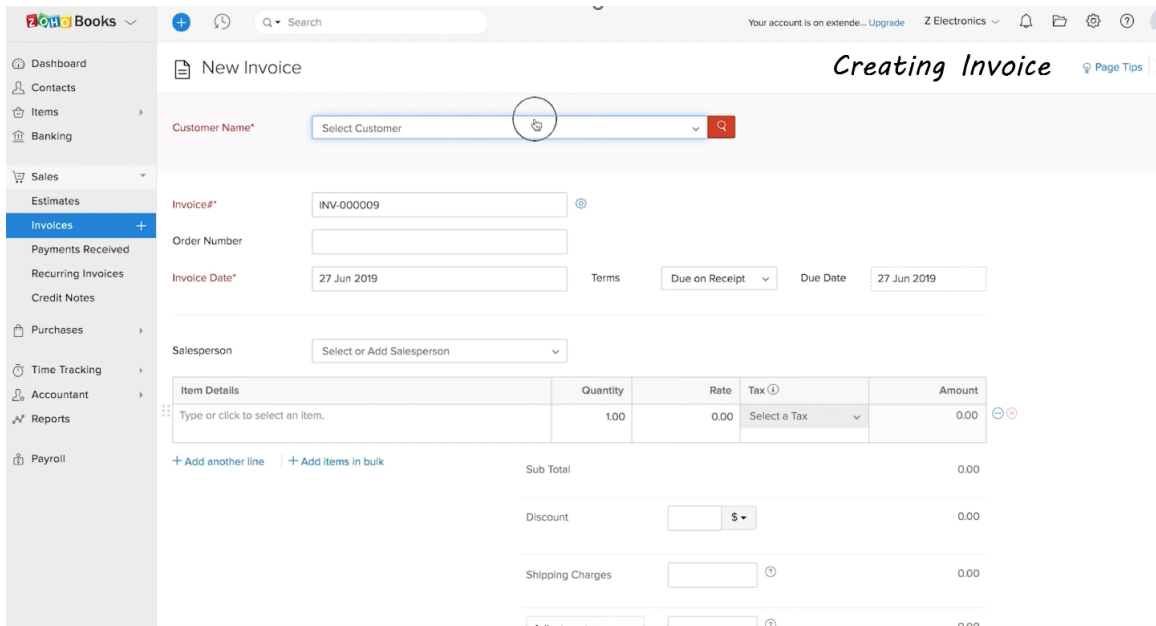 ZOHO Books
Search
Your account is on extende... Upgrade
Z Electronics
Dashboard
Contacts
Items
Banking
Sales
Estimates
Invoices
Payments Received
Recurring Invoices
Credit Notes
Purchases
Time Tracking
Accountant
Reports
Payroll
New Invoice
Creating Invoice
Page Tips
Customer Name*
Select Customer
Invoice#*
INV-000009
Order Number
Invoice Date*
27 Jun 2019
Terms
Due on Receipt
Due Date
27 Jun 2019
Salesperson
Select or Add Salesperson
Item Details Quantity Rate Tax Amount
Type or click to select an item. 1.00 0.00 Select a Tax 0.00
+ Add another line
+ Add items in bulk
Sub Total 0.00
Discount $ 0.00
Shipping Charges 0.00
0.00